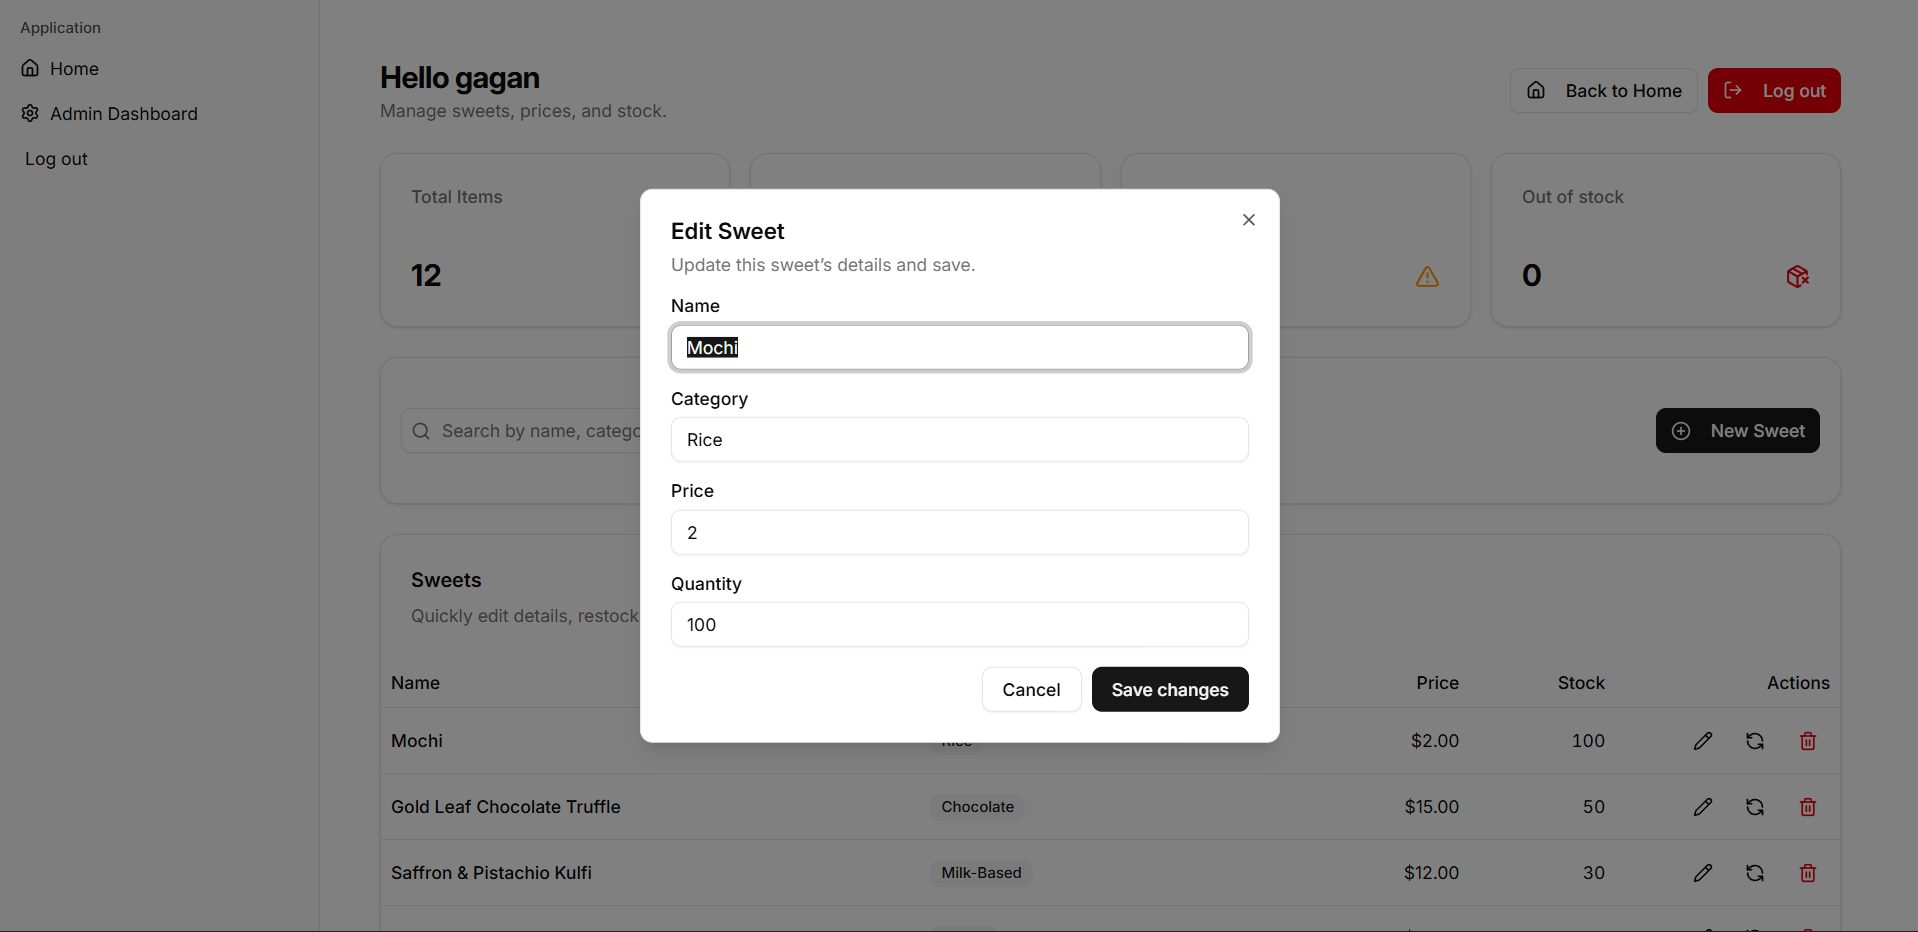 Application
Home
Admin Dashboard
Log out
Hello gagan
Manage sweets, prices, and stock.
Back to Home
Log out
Total Items
12
Out of stock
0
Search by name, catego
New Sweet
Edit Sweet
Update this sweet’s details and save.
Name
Mochi
Category
Rice
Price
2
Quantity
100
Cancel
Save changes
Sweets
Quickly edit details, restock
Name Price Stock Actions
Mochi Rice $2.00 100
Gold Leaf Chocolate Truffle Chocolate $15.00 50
Saffron & Pistachio Kulfi Milk-Based $12.00 30